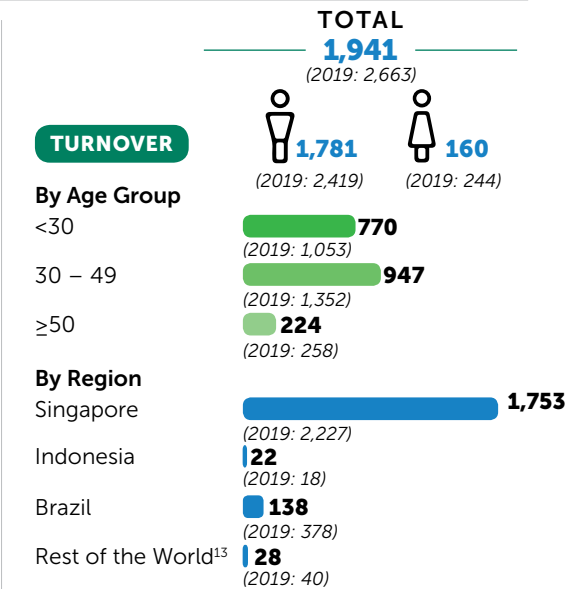 TOTAL
1,941
(2019: 2,663)
TURNOVER
1,781 160
(2019: 2,419) (2019: 244)
By Age Group
<30 770
(2019: 1,053)
30 – 49 947
(2019: 1,352)
≥50 224
(2019: 258)
By Region
Singapore 1,753
(2019: 2,227)
Indonesia 22
(2019: 18)
Brazil 138
(2019: 378)
Rest of the World¹³ 28
(2019: 40)